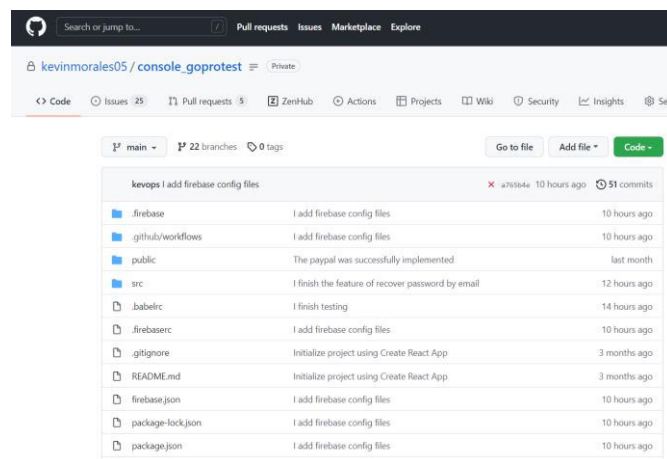 Search or jump to... / Pull requests Issues Marketplace Explore
kevinmorales05 / console_goprotest Private
<> Code Issues 25 Pull requests 5 ZenHub Actions Projects Wiki Security Insights Se
main 22 branches 0 tags Go to file Add file Code
kevops I add firebase config files a765b4e 10 hours ago 51 commits
.firebase I add firebase config files 10 hours ago
.github/workflows I add firebase config files 10 hours ago
public The paypal was successfully implemented last month
src I finish the feature of recover password by email 12 hours ago
.babelrc I finish testing 14 hours ago
.firebaserc I add firebase config files 10 hours ago
.gitignore Initialize project using Create React App 3 months ago
README.md Initialize project using Create React App 3 months ago
firebase.json I add firebase config files 10 hours ago
package-lock.json I add firebase config files 10 hours ago
package.json I add firebase config files 10 hours ago